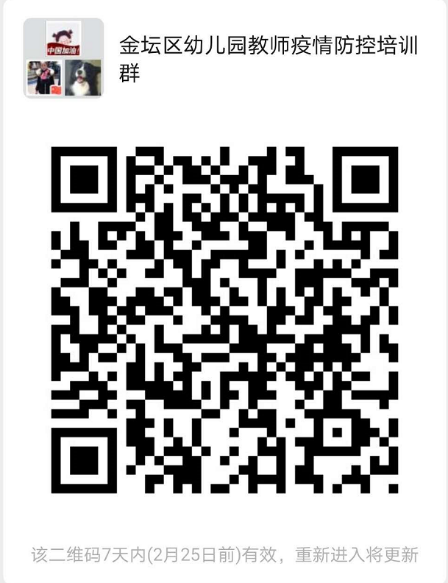 中国加油!
金坛区幼儿园教师疫情防控培训
群
该二维码7天内(2月25日前)有效，重新进入将更新